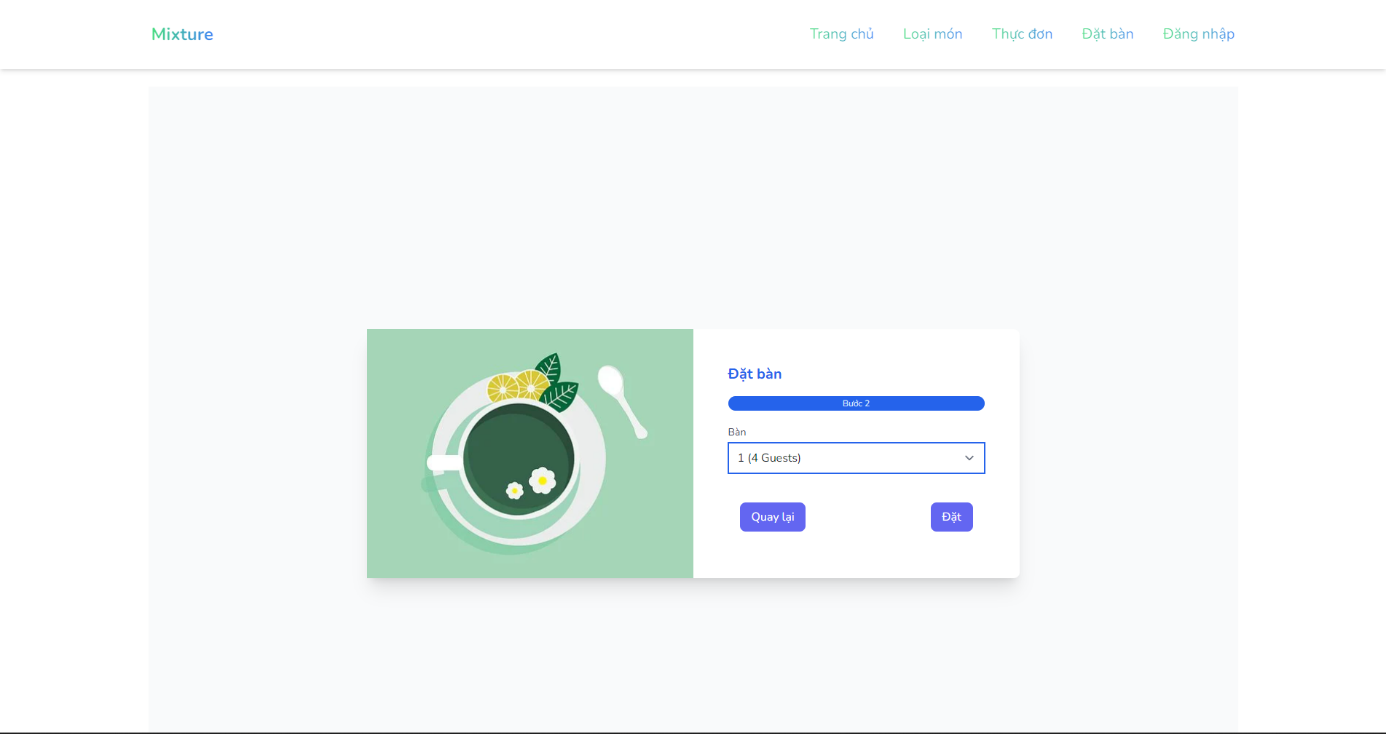 Mixture
Trang chủ Loại món Thực đơn Đặt bàn Đăng nhập
Đặt bàn
Bước 2
Bàn
1 (4 Guests)
Quay lại Đặt